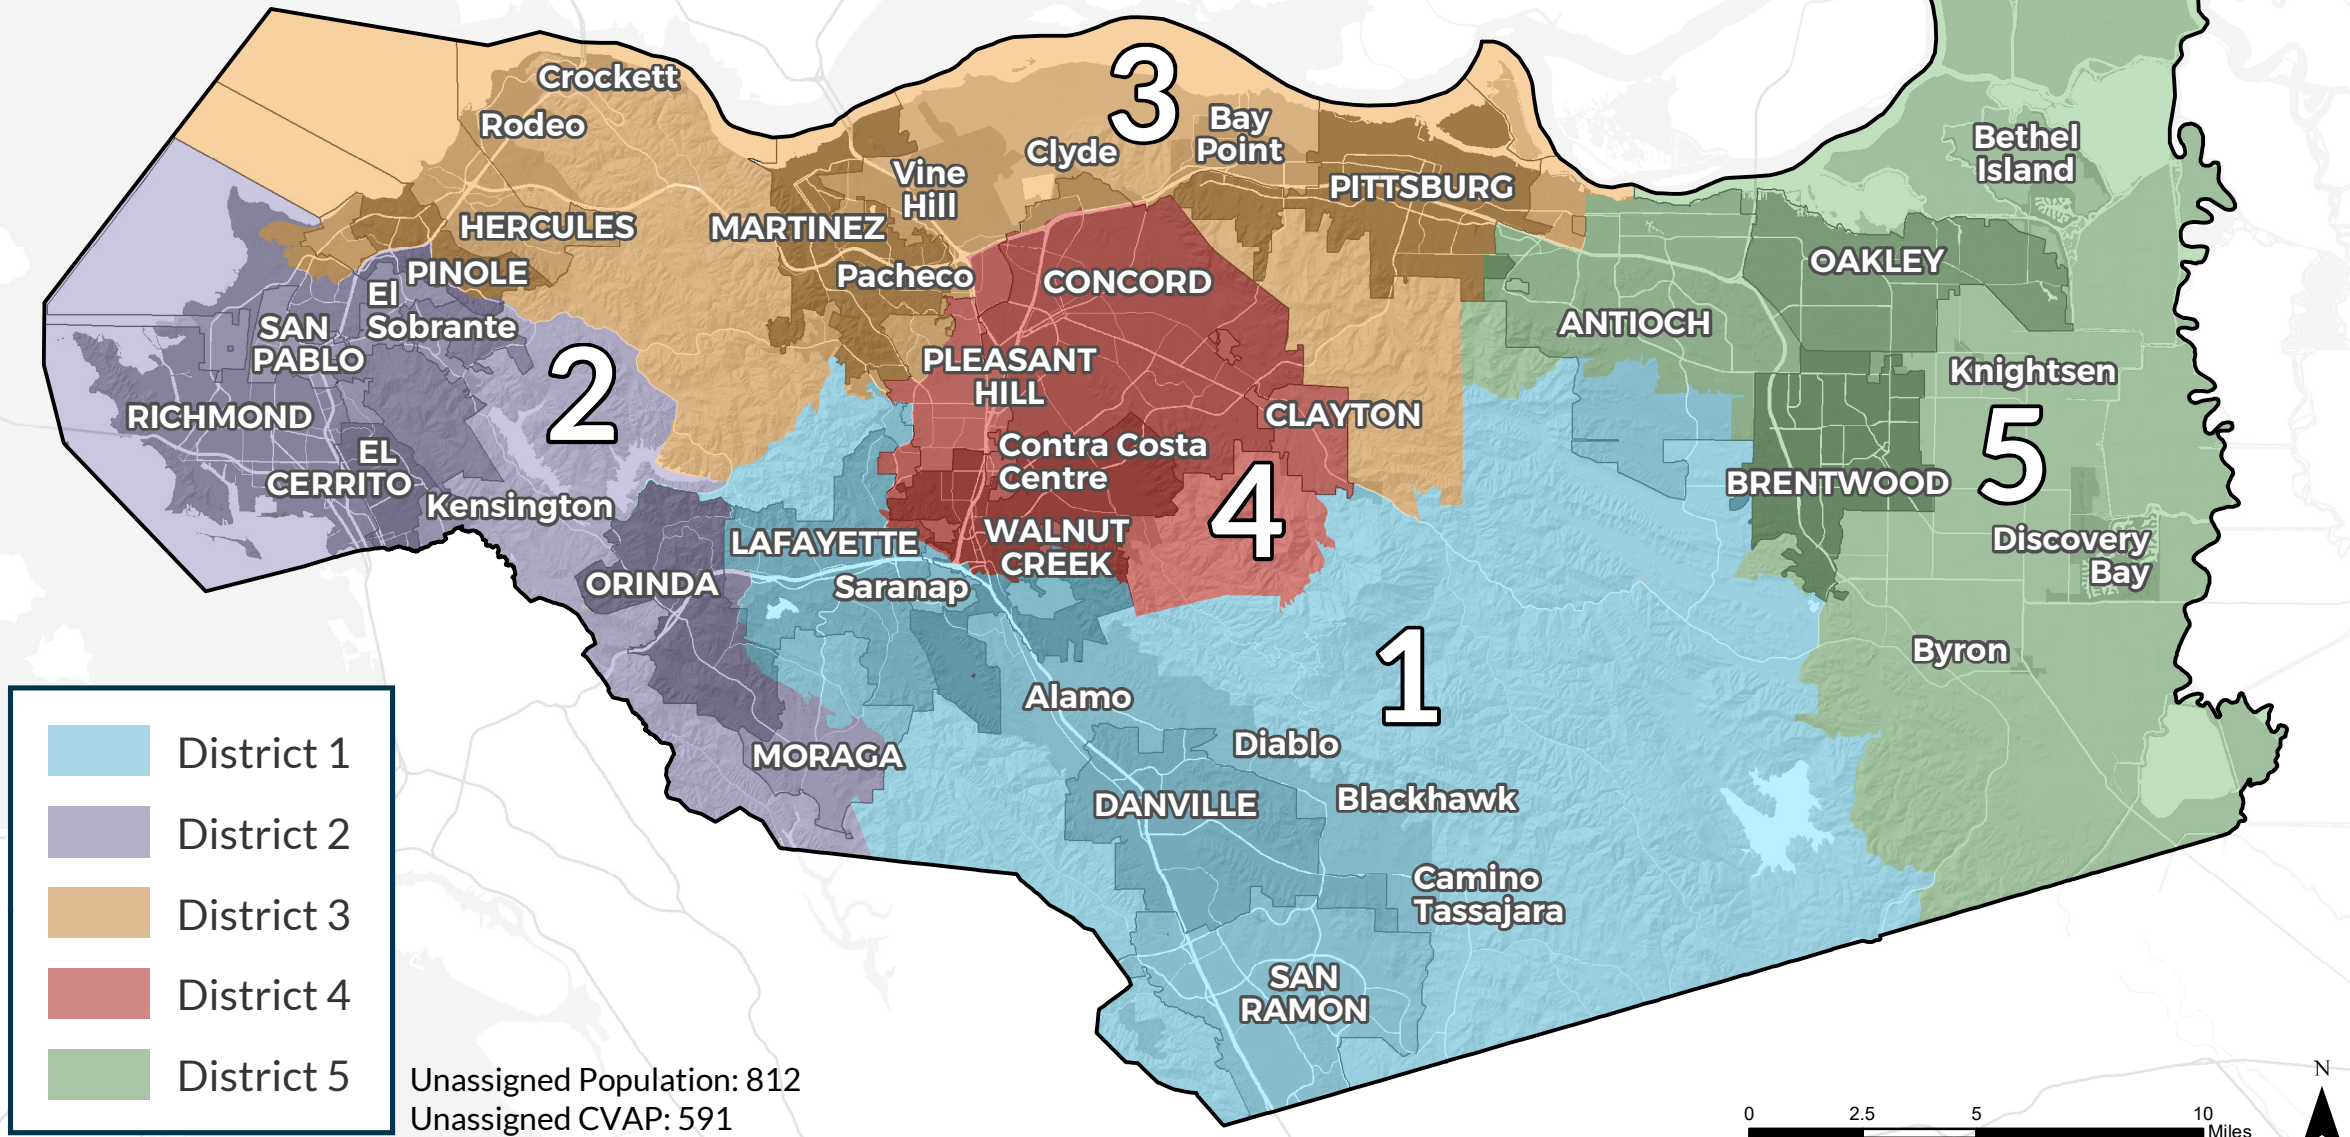 Crockett
Rodeo
3
Bay
Point
Clyde
Vine
Hill
PITTSBURG
Bethel
Island
HERCULES
MARTINEZ
PINOLE
Pacheco
CONCORD
OAKLEY
El
Sobrante
SAN
PABLO
ANTIOCH
2
PLEASANT
HILL
Knightsen
RICHMOND
CLAYTON
5
EL
CERRITO
Contra Costa
Centre
4
BRENTWOOD
Kensington
LAFAYETTE
WALNUT
CREEK
Discovery
Bay
ORINDA
Saranap
Byron
1
Alamo
MORAGA
Diablo
DANVILLE
Blackhawk
Camino
Tassajara
SAN
RAMON
District 1
District 2
District 3
District 4
District 5
Unassigned Population: 812
Unassigned CVAP: 591
N
0 2.5 5 10
Miles